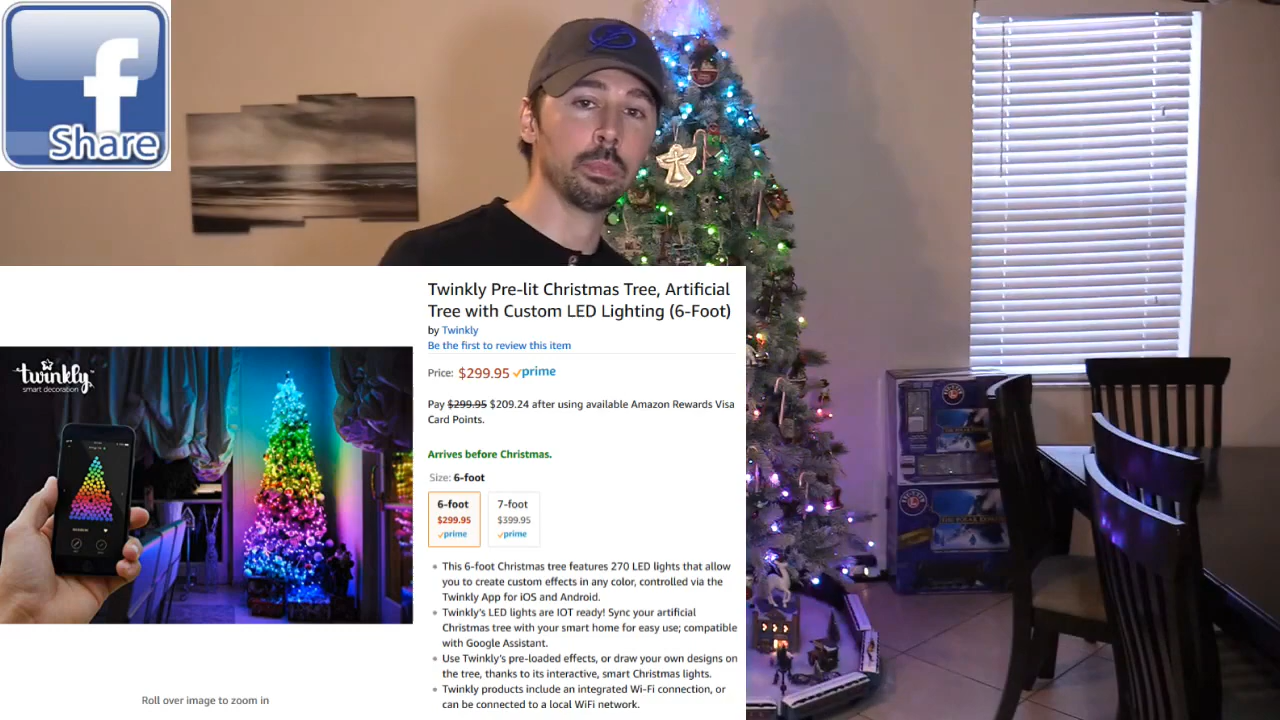 f
Share
Twinkly Pre-lit Christmas Tree, Artificial
Tree with Custom LED Lighting (6-Foot)
by Twinkly
Be the first to review this item
Price: $299.95 prime
Pay $299.95 $209.24 after using available Amazon Rewards Visa
Card Points.
Arrives before Christmas.
Size: 6-foot
6-foot
$299.95
prime
7-foot
$399.95
prime
This 6-foot Christmas tree features 270 LED lights that allow
you to create custom effects in any color, controlled via the
Twinkly App for iOS and Android.
Twinkly's LED lights are IOT ready! Sync your artificial
Christmas tree with your smart home for easy use; compatible
with Google Assistant.
Use Twinkly's pre-loaded effects, or draw your own designs on
the tree, thanks to its interactive, smart Christmas lights.
Twinkly products include an integrated Wi-Fi connection, or
can be connected to a local WiFi network.
twinkly
smart decoration
Roll over image to zoom in
LIONEL
THE POLAR EXPRESS